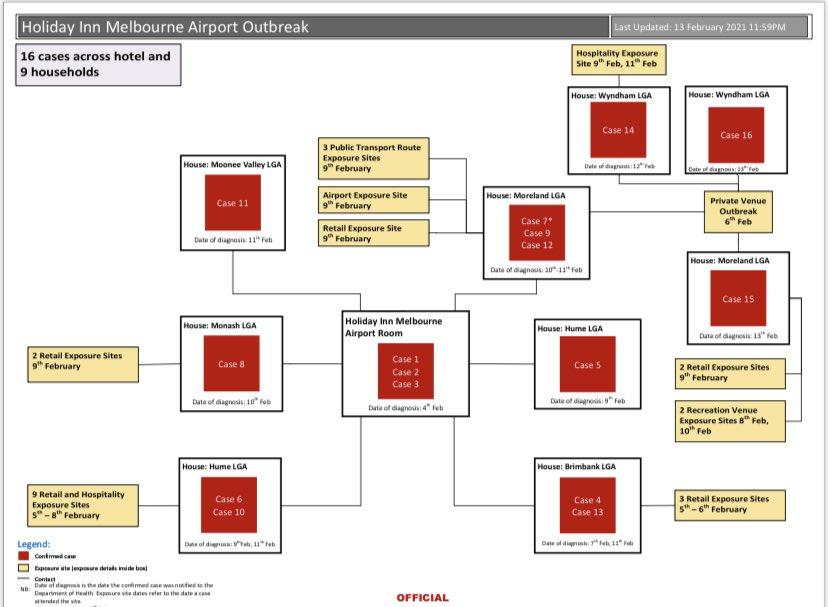 Holiday Inn Melbourne Airport Outbreak
Last Updated: 13 February 2021 11:59PM
16 cases across hotel and
9 households
Hospitality Exposure
Site 9th Feb, 11th Feb
House: Wyndham LGA
Case 14
Date of diagnosis: 12th Feb
House: Wyndham LGA
Case 16
Date of diagnosis: 13th Feb
3 Public Transport Route
Exposure Sites
9th February
Airport Exposure Site
9th February
Retail Exposure Site
9th February
House: Moonee Valley LGA
Case 11
Date of diagnosis: 11th Feb
House: Moreland LGA
Case 7*
Case 9
Case 12
Date of diagnosis: 10th-11th Feb
Private Venue
Outbreak
6th Feb
House: Moreland LGA
Case 15
Date of diagnosis: 13th Feb
Holiday Inn Melbourne
Airport Room
Case 1
Case 2
Case 3
Date of diagnosis: 4th Feb
2 Retail Exposure Sites
9th February
House: Monash LGA
Case 8
Date of diagnosis: 10th Feb
House: Hume LGA
Case 5
Date of diagnosis: 9th Feb
2 Retail Exposure Sites
9th February
2 Recreation Venue
Exposure Sites 8th Feb,
10th Feb
9 Retail and Hospitality
Exposure Sites
5th – 8th February
House: Hume LGA
Case 6
Case 10
Date of diagnosis: 9th Feb, 11th Feb
House: Brimbank LGA
Case 4
Case 13
Date of diagnosis: 7th Feb, 11th Feb
3 Retail Exposure Sites
5th – 6th February
Legend:
Confirmed case
Exposure site (exposure details inside box)
Contact
NB: Date of diagnosis is the date the confirmed case was notified to the
Department of Health. Exposure site dates refer to the date a case
attended the site.
OFFICIAL